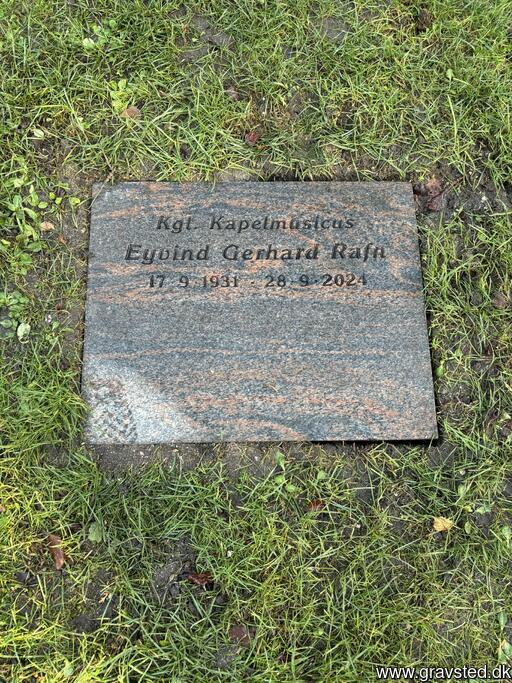 Kgl. Kapelmusicus
Eyvind Gerhard Rafn
17·9·1931 · 28·9·2024
www.gravsted.dk